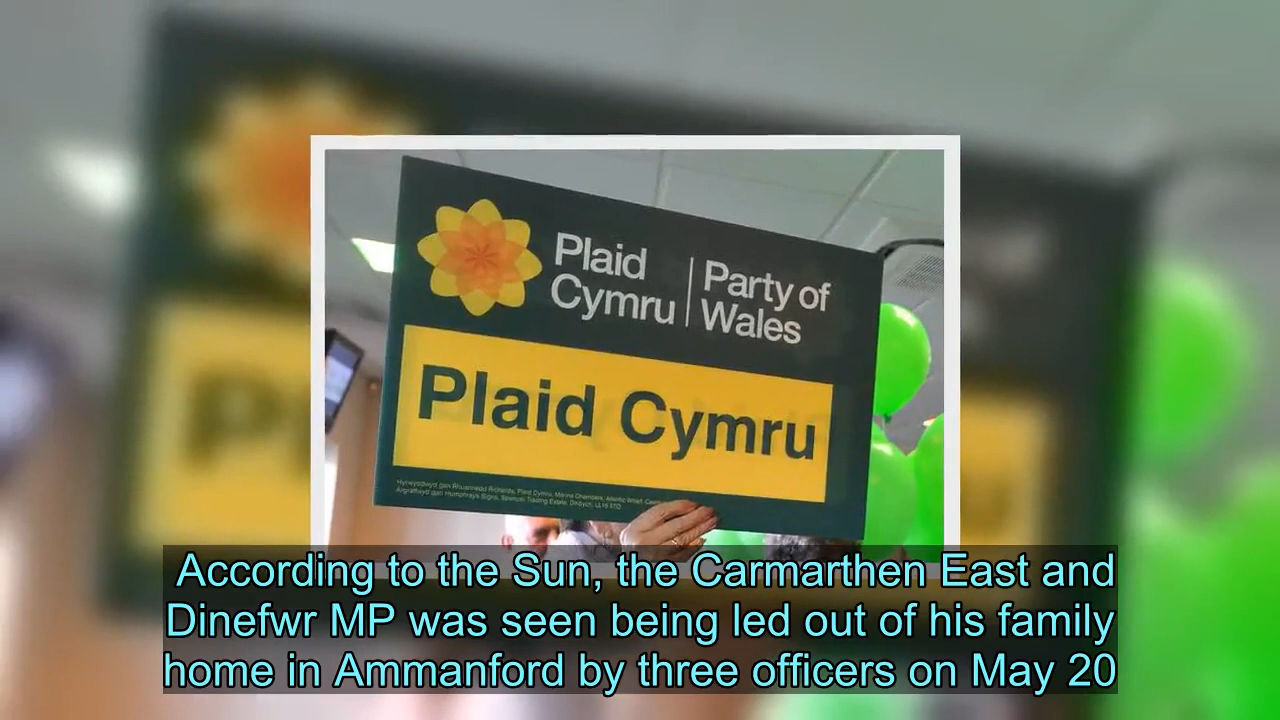 Plaid
Cymru
Party of
Wales
Plaid Cymru
According to the Sun, the Carmarthen East and
Dinefwr MP was seen being led out of his family
home in Ammanford by three officers on May 20